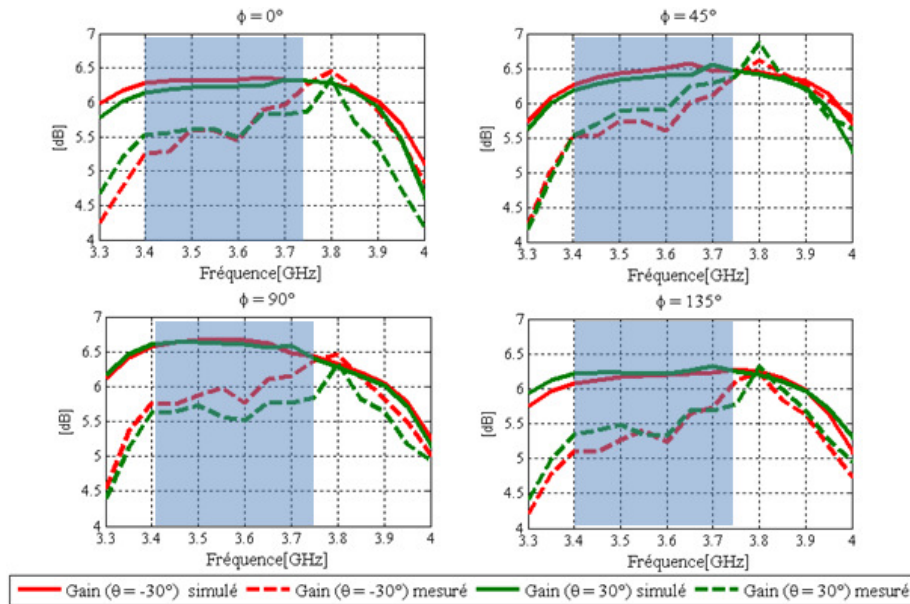 ϕ = 0°
7
6.5
6
5.5
5
4.5
4
[dB]
3.3 3.4 3.5 3.6 3.7 3.8 3.9 4
Fréquence[GHz]
ϕ = 45°
7
6.5
6
5.5
5
4.5
4
[dB]
3.3 3.4 3.5 3.6 3.7 3.8 3.9 4
Fréquence[GHz]
ϕ = 90°
7
6.5
6
5.5
5
4.5
4
[dB]
3.3 3.4 3.5 3.6 3.7 3.8 3.9 4
Fréquence[GHz]
ϕ = 135°
7
6.5
6
5.5
5
4.5
4
[dB]
3.3 3.4 3.5 3.6 3.7 3.8 3.9 4
Fréquence[GHz]
Gain (θ = -30°) simulé Gain (θ = -30°) mesuré Gain (θ = 30°) simulé Gain (θ = 30°) mesuré